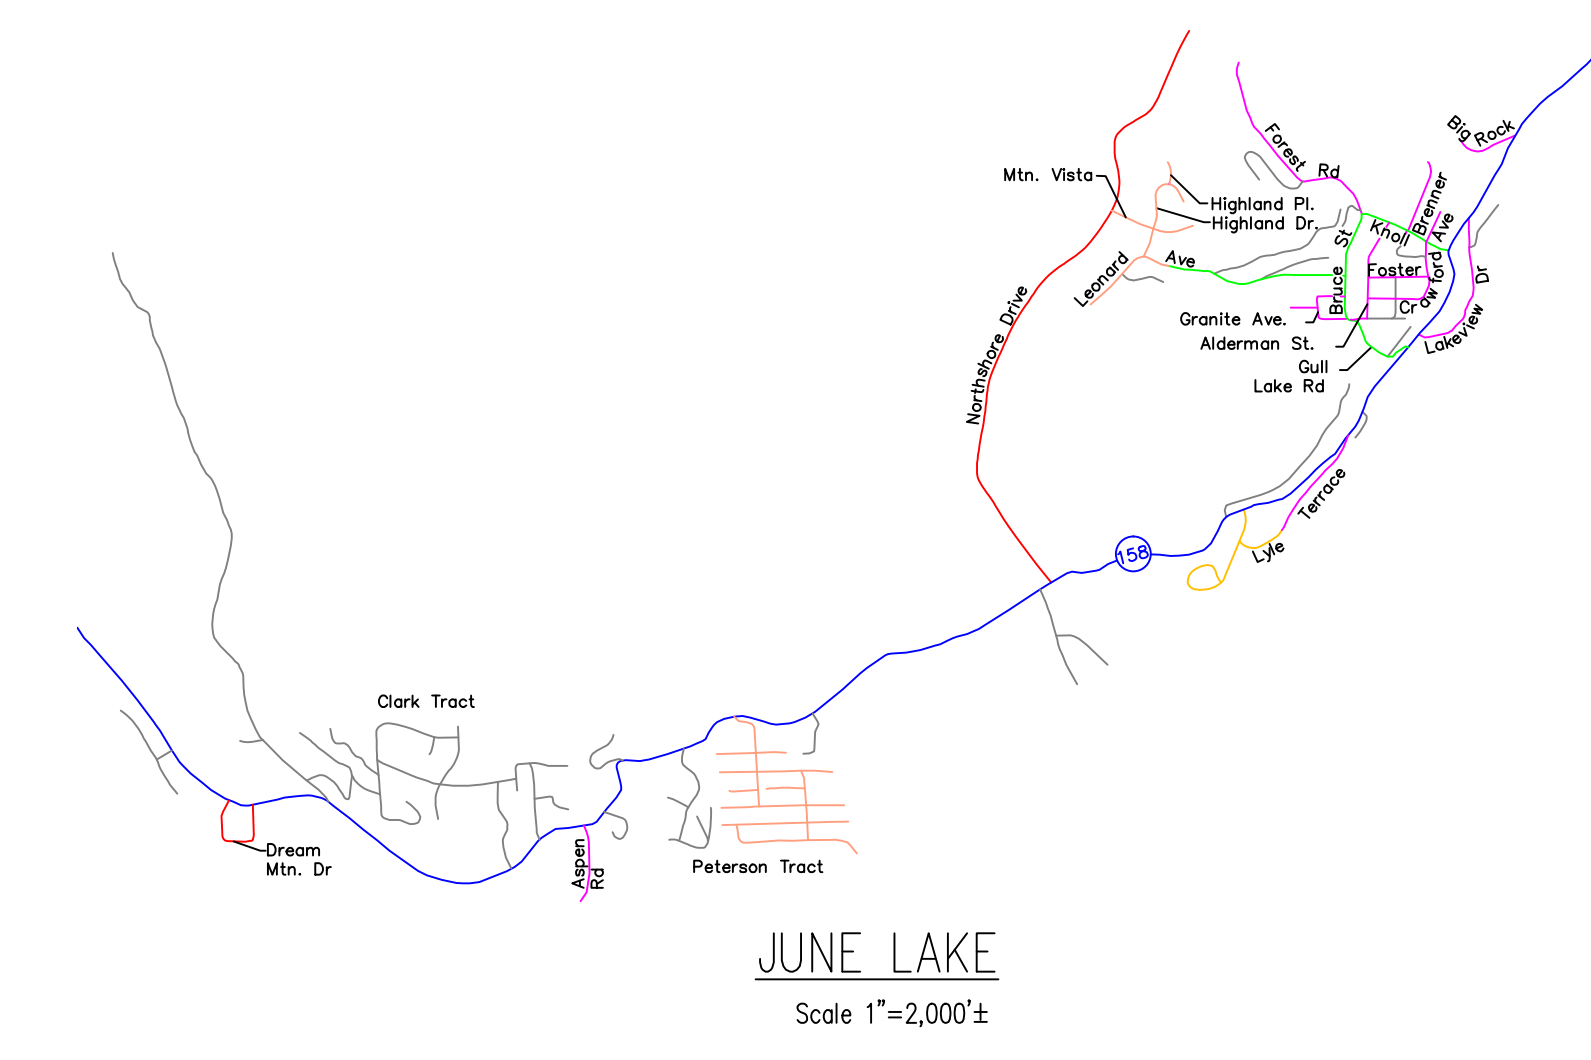 Big Rock
Forest Rd
Mtn. Vista
Highland Pl.
Highland Dr.
Brenner
Knoll Ave
St
Bruce
Leonard Ave
Foster
Crawford
Dr
Lakeview
Northshore Drive
Granite Ave.
Alderman St.
Gull
Lake Rd
Terrace
Lyle
158
Clark Tract
Dream
Mtn. Dr
Aspen
Rd
Peterson Tract
JUNE LAKE
Scale 1"=2,000'±